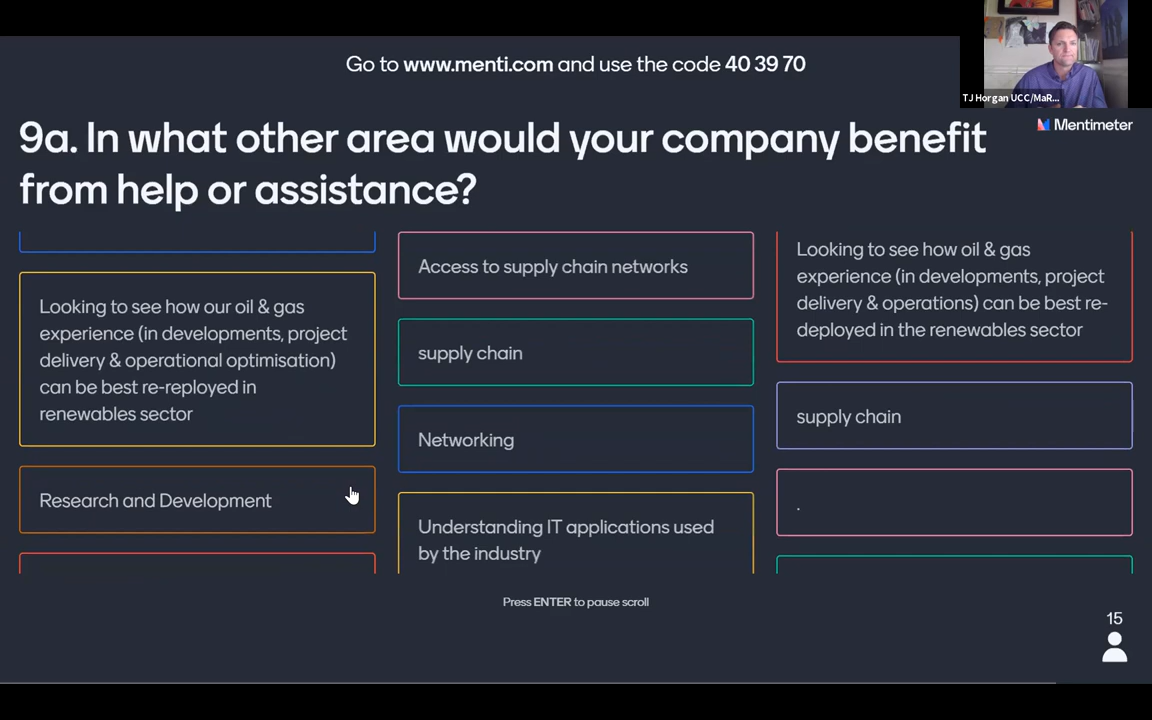 Go to www.menti.com and use the code 40 39 70
TJ Horgan UCC/MaR...
Mentimeter
9a. In what other area would your company benefit
from help or assistance?
Looking to see how our oil & gas
experience (in developments, project
delivery & operational optimisation)
can be best re-reployed in
renewables sector
Research and Development
Access to supply chain networks
supply chain
Networking
Understanding IT applications used
by the industry
Looking to see how oil & gas
experience (in developments, project
delivery & operations) can be best re-
deployed in the renewables sector
supply chain
.
Press ENTER to pause scroll
15